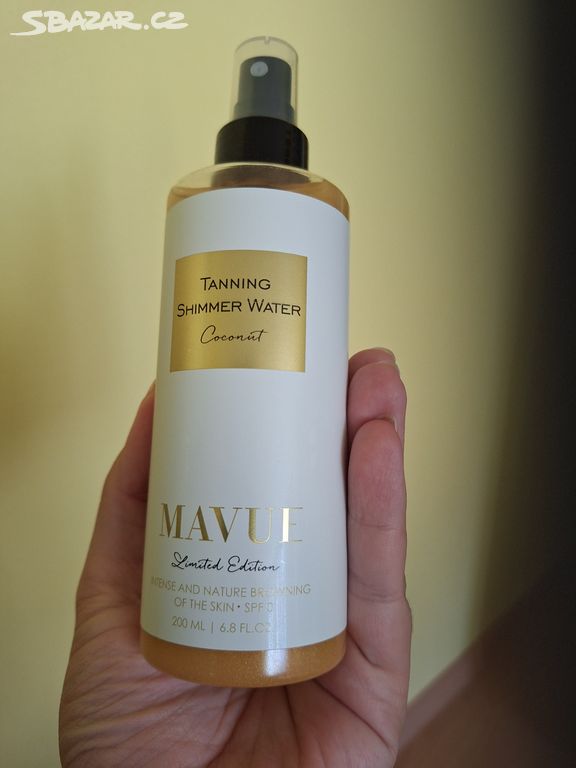 SBAZAR.CZ
TANNING
SHIMMER WATER
Coconut
MAVUE
Limited Edition
INTENSE AND NATURE BROWNING
OF THE SKIN • SPF 0
200 ML | 6.8 FL.OZ